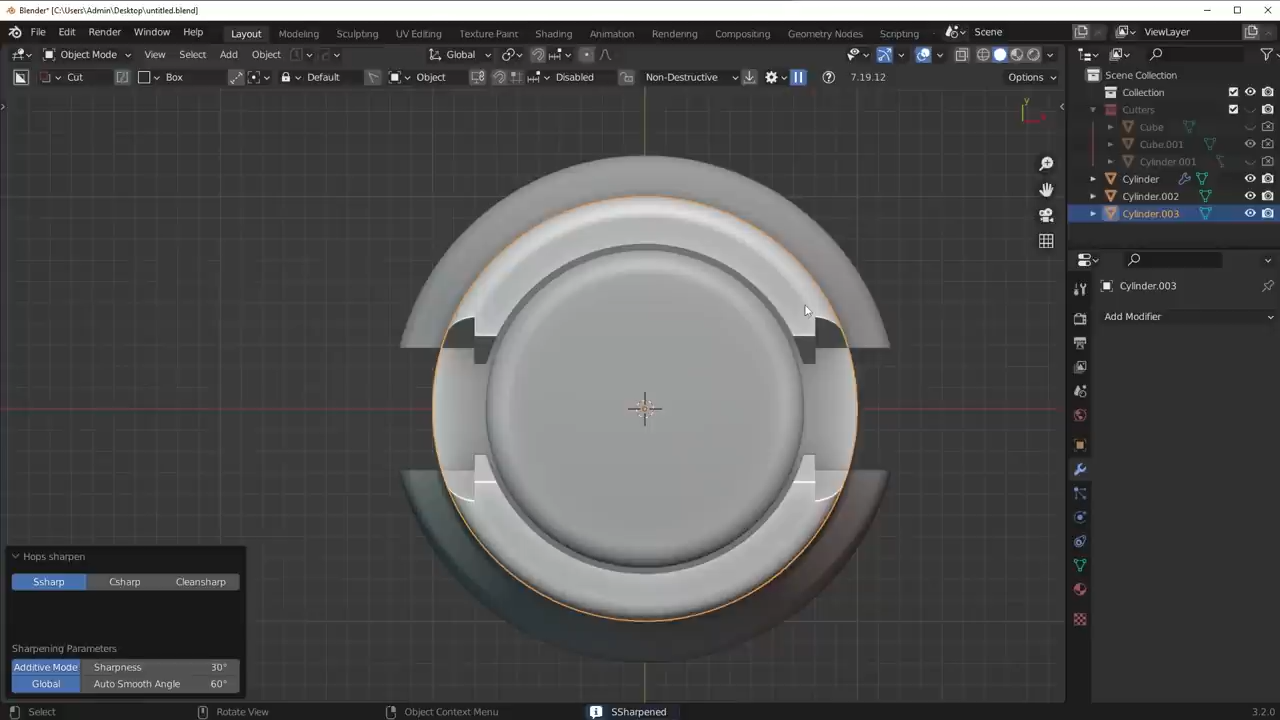 Blender* [C:\Users\Admin\Desktop\untitled.blend]
File Edit Render Window Help Layout Modeling Sculpting UV Editing Texture Paint Shading Animation Rendering Compositing Geometry Nodes Scripting Scene ViewLayer
Object Mode View Select Add Object Global
Cut Box Default Object Disabled Non-Destructive 7.19.12 Options
Scene Collection
Collection
Cutters
Cube
Cube.001
Cylinder.001
Cylinder
Cylinder.002
Cylinder.003
Y
Cylinder.003
Add Modifier
Hops sharpen
Ssharp Csharp Cleansharp
Sharpening Parameters
Additive Mode Sharpness 30°
Global Auto Smooth Angle 60°
Select Rotate View Object Context Menu SSharpened 3.2.0